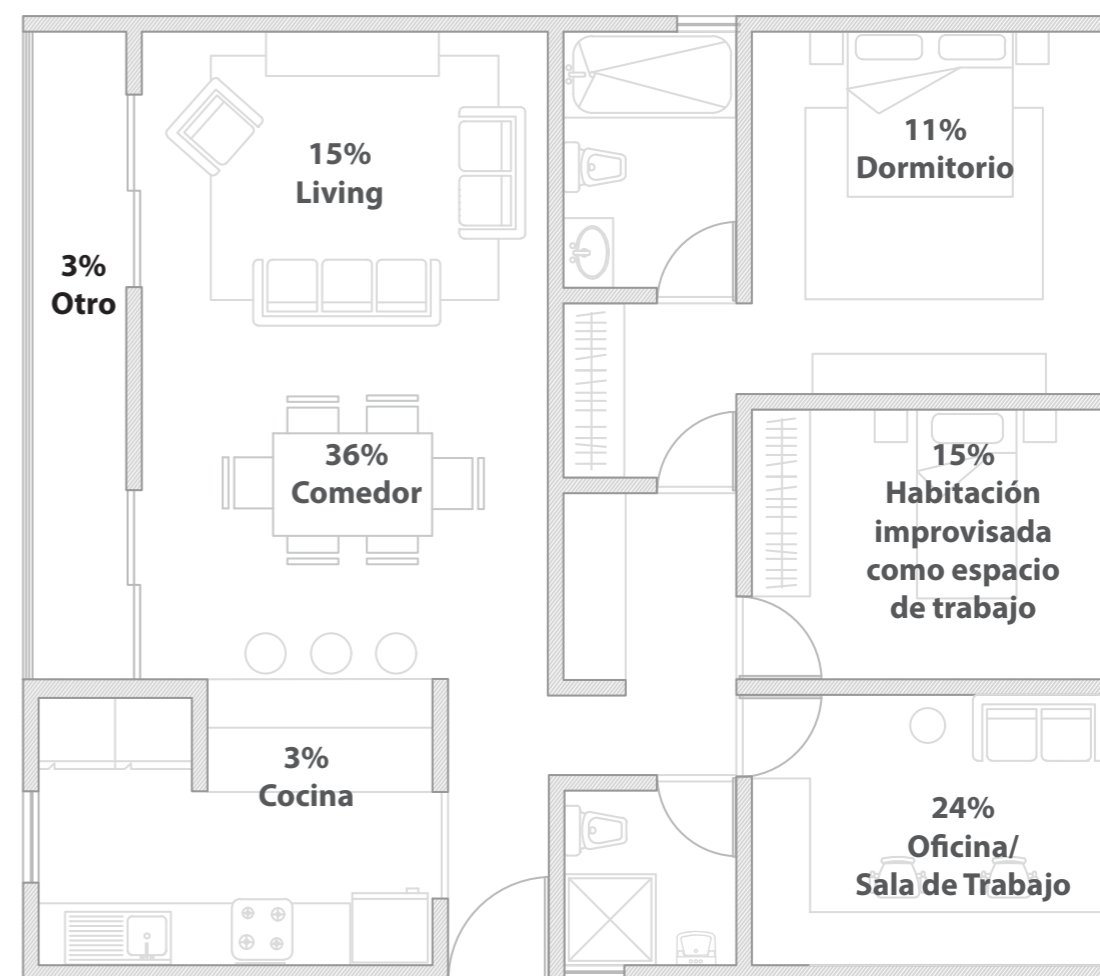 15%
Living
11%
Dormitorio
3%
Otro
36%
Comedor
15%
Habitación
improvisada
como espacio
de trabajo
3%
Cocina
24%
Oficina/
Sala de Trabajo